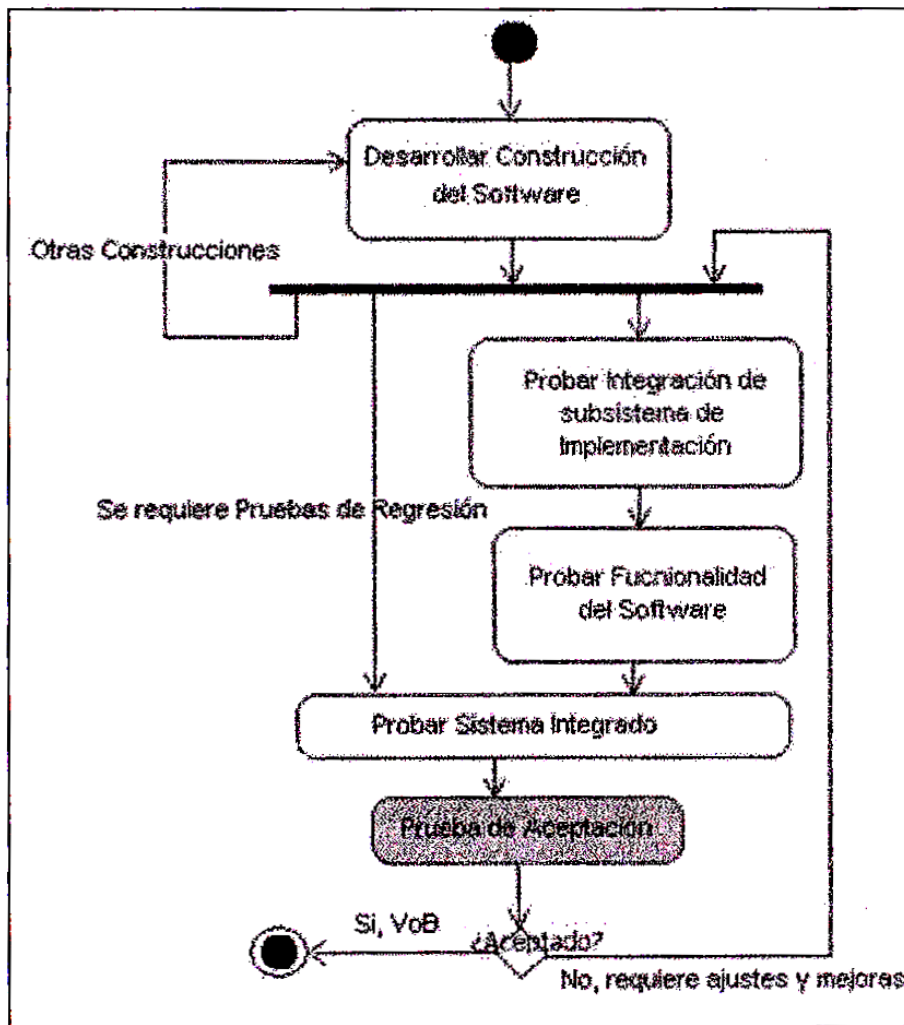 Desarrollar Construcción
del Software
Otras Construcciones
Probar Integración de
subsistema de
Implementación
Se requiere Pruebas de Regresión
Probar Fucnionalidad
del Software
Probar Sistema Integrado
Prueba de Aceptación
Si, VoB
¿Aceptado?
No, requiere ajustes y mejoras